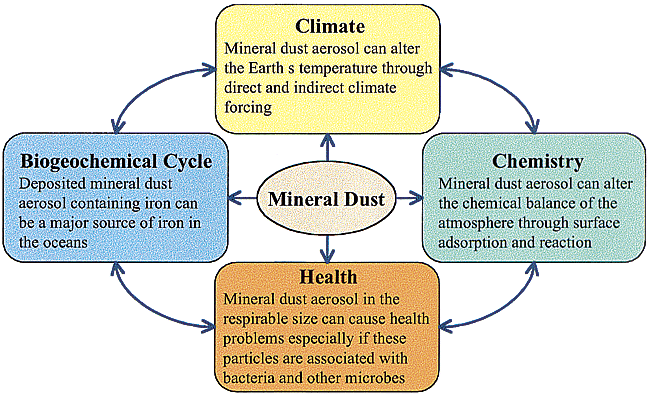 Climate
Mineral dust aerosol can alter
the Earth s temperature through
direct and indirect climate
forcing
Biogeochemical Cycle
Deposited mineral dust
aerosol containing iron can
be a major source of iron in
the oceans
Mineral Dust
Chemistry
Mineral dust aerosol can alter
the chemical balance of the
atmosphere through surface
adsorption and reaction
Health
Mineral dust aerosol in the
respirable size can cause health
problems especially if these
particles are associated with
bacteria and other microbes